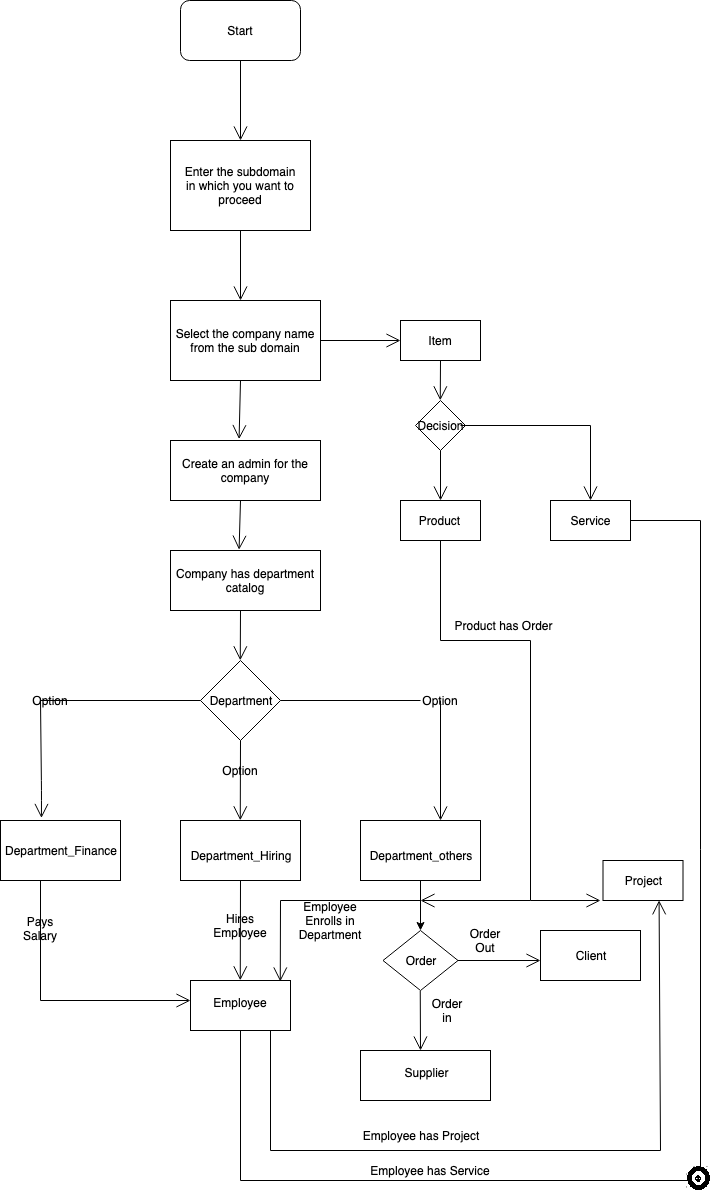 Start
Enter the subdomain
in which you want to
proceed
Select the company name
from the sub domain
Item
Decision
Create an admin for the
company
Product
Service
Company has department
catalog
Product has Order
Option
Department
Option
Option
Department_Finance
Department_Hiring
Department_others
Project
Pays
Salary
Hires
Employee
Employee
Enrolls in
Department
Order
Out
Order
Client
Employee
Order
in
Supplier
Employee has Project
Employee has Service